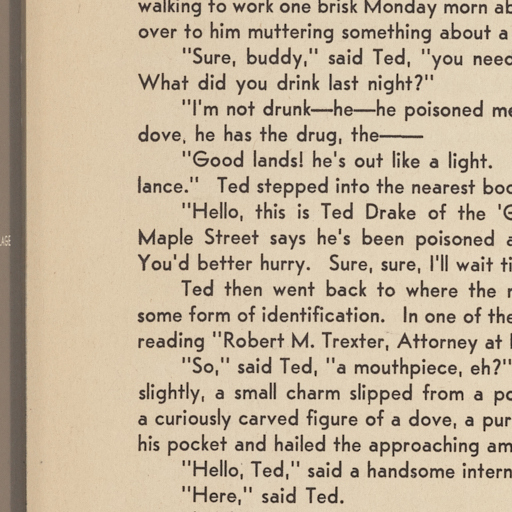 walking to work one brisk Monday morn
over to him muttering something about a
"Sure, buddy," said Ted, "you need
What did you drink last night?"
"I'm not drunk—he—he poisoned me
dove, he has the drug, the——
"Good lands! he's out like a light.
lance." Ted stepped into the nearest
"Hello, this is Ted Drake of the
Maple Street says he's been poisoned
You'd better hurry. Sure, sure, I'll wait
Ted then went back to where the
some form of identification. In one of the
reading "Robert M. Trexter, Attorney at
"So," said Ted, "a mouthpiece, eh?"
slightly, a small charm slipped from a
a curiously carved figure of a dove, a
his pocket and hailed the approaching
"Hello, Ted," said a handsome intern
"Here," said Ted.